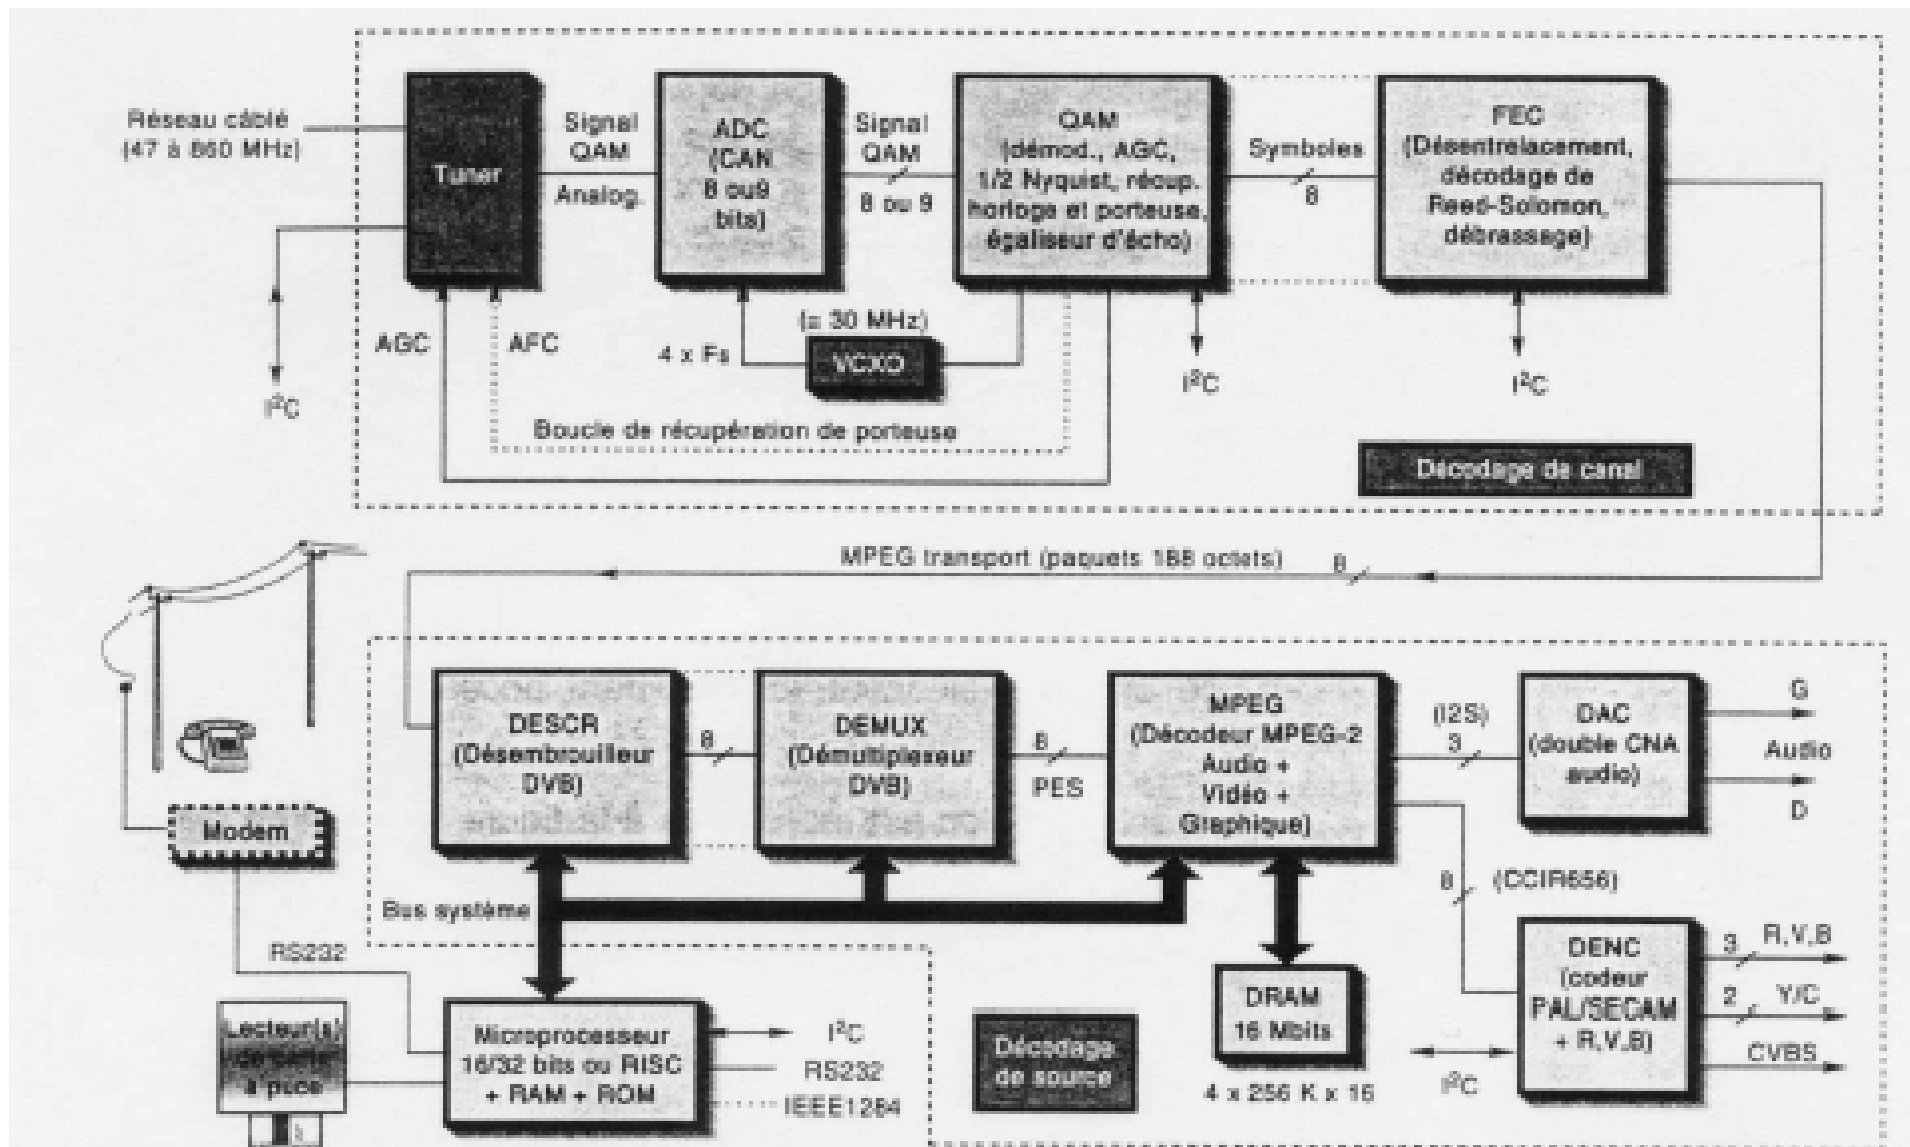 Réseau câblé
(47 à 860 MHz)
Tuner
Signal
QAM
Analog.
ADC
(CAN
8 ou9
bits)
Signal
QAM
8 ou 9
QAM
(démod., AGC,
1/2 Nyquist, récup.
horloge et porteuse,
égaliseur d'écho)
Symboles
8
FEC
(Désentrelacement,
décodage de
Reed-Solomon,
débrassage)
I²C
AGC
AFC
4 x Fs
(= 30 MHz)
VCXO
I²C
I²C
Boucle de récupération de porteuse
Décodage de canal
MPEG transport (paquets 188 octets)
8
DESCR
(Désembrouilleur
DVB)
8
DEMUX
(Démultiplexeur
DVB)
8
PES
MPEG
(Décodeur MPEG-2
Audio +
Vidéo +
Graphique)
(I2S)
3
DAC
(double CNA
audio)
G
Audio
D
Modem
8
(CCIR656)
Bus système
RS232
Lecteur(s)
de carte
à puce
Microprocesseur
16/32 bits ou RISC
+ RAM + ROM
I²C
RS232
IEEE1284
Décodage
de source
DRAM
16 Mbits
4 x 256 K x 16
I²C
DENC
(codeur
PAL/SECAM
+ R,V,B)
3
R,V,B
2
Y/C
CVBS